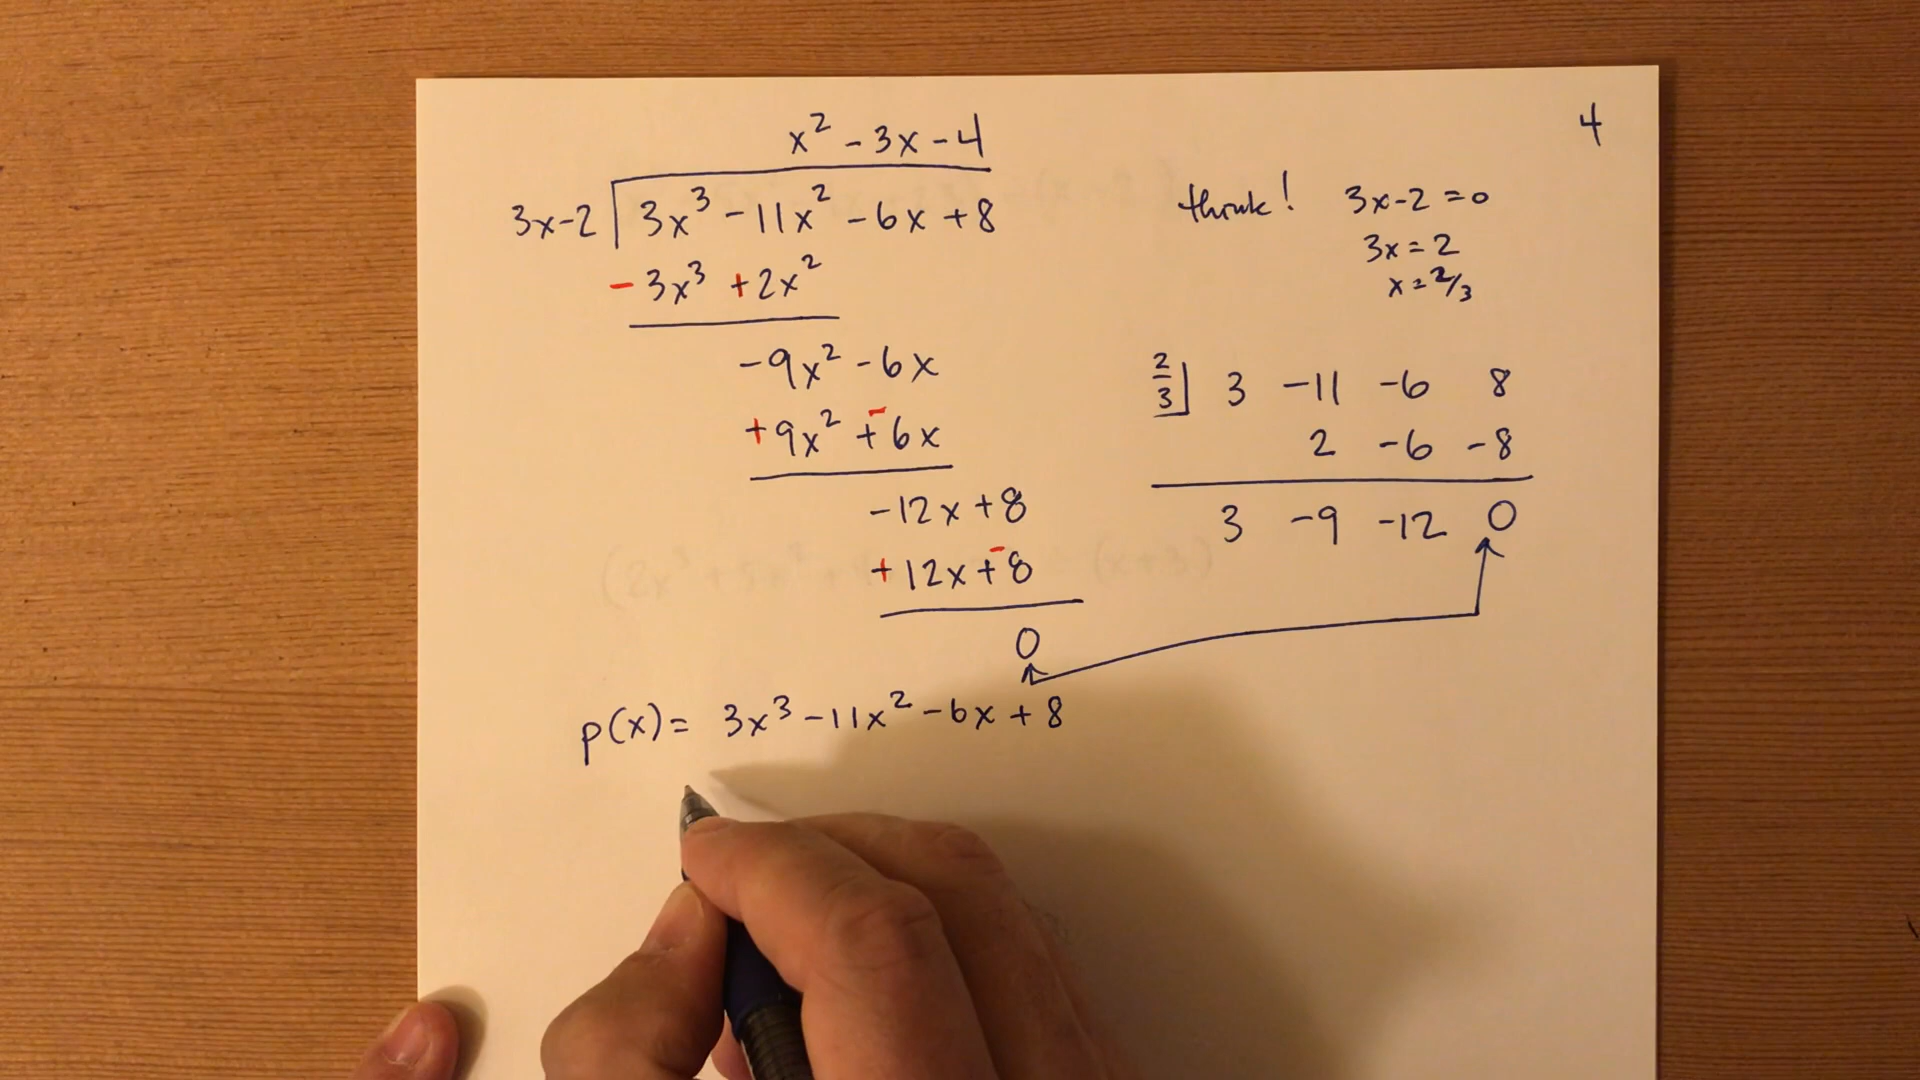 4
x² - 3x - 4
3x-2 3x³ - 11x² - 6x + 8
- 3x³ + 2x²
-9x² - 6x
+ 9x² +- 6x
-12x + 8
+ 12x +- 8
0
think! 3x-2 = 0
3x = 2
x = 2/3
2/3 3 -11 -6 8
2 -6 -8
3 -9 -12 0
p(x) = 3x³ - 11x² - 6x + 8